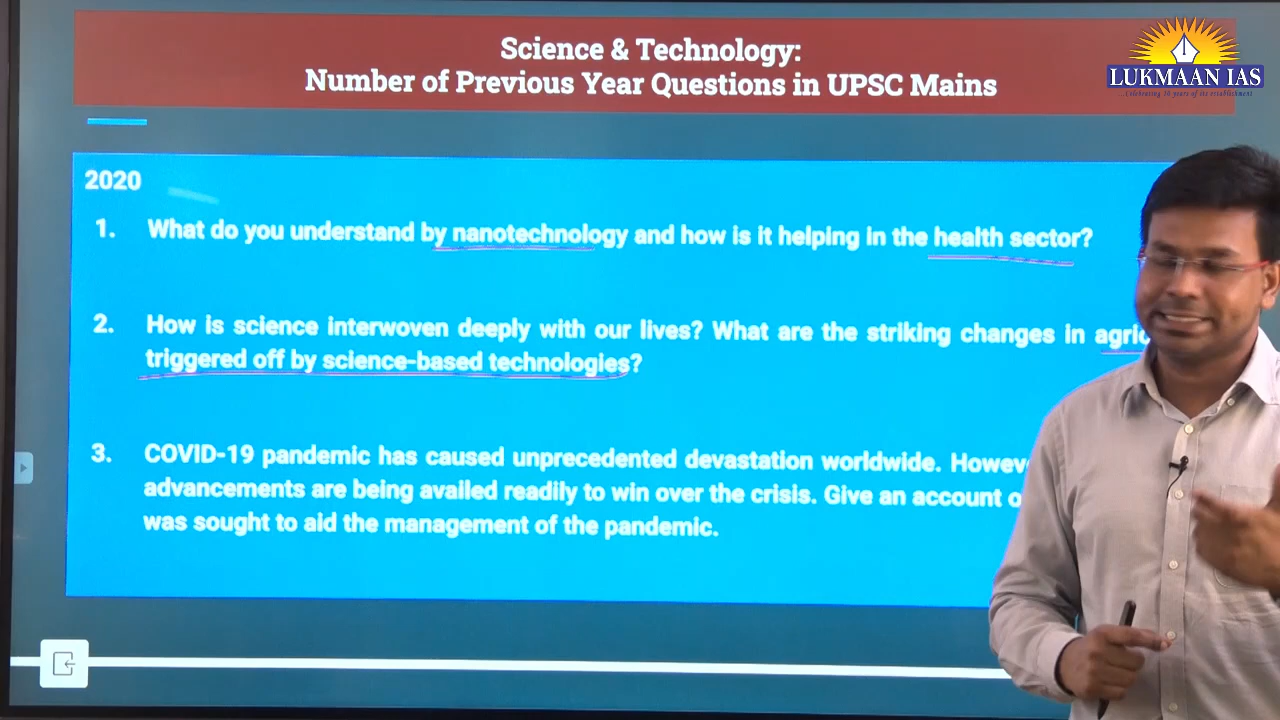 Science & Technology:
Number of Previous Year Questions in UPSC Mains
LUKMAAN IAS
2020
1. What do you understand by nanotechnology and how is it helping in the health sector?
2. How is science interwoven deeply with our lives? What are the striking changes in
triggered off by science-based technologies?
3. COVID-19 pandemic has caused unprecedented devastation worldwide.
advancements are being availed readily to win over the crisis. Give an account
was sought to aid the management of the pandemic.